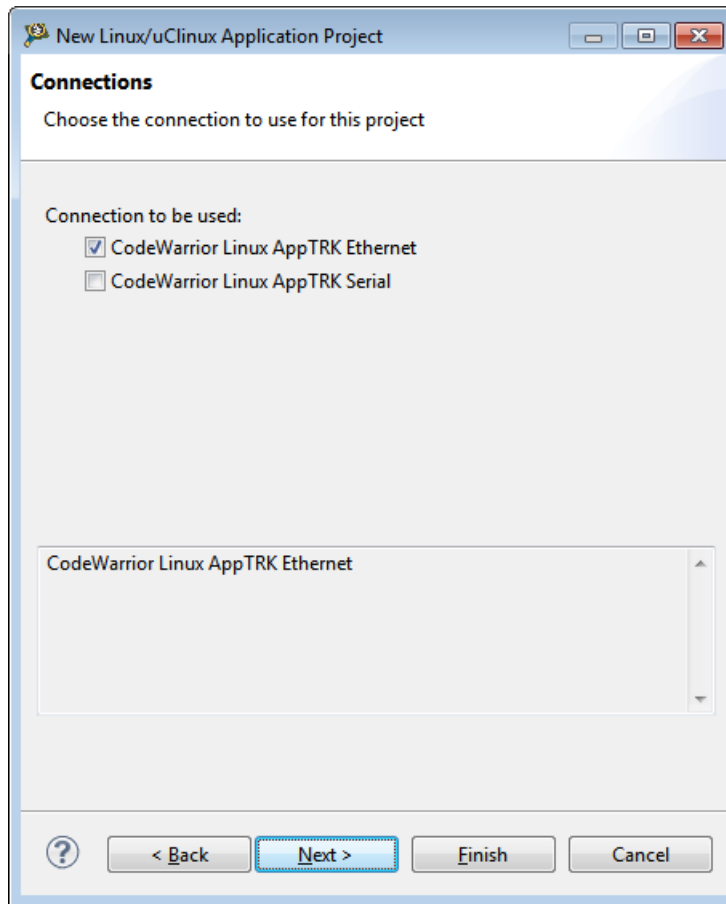 New Linux/uClinux Application Project
Connections
Choose the connection to use for this project
Connection to be used:
CodeWarrior Linux AppTRK Ethernet
CodeWarrior Linux AppTRK Serial
CodeWarrior Linux AppTRK Ethernet
? < Back Next > Finish Cancel